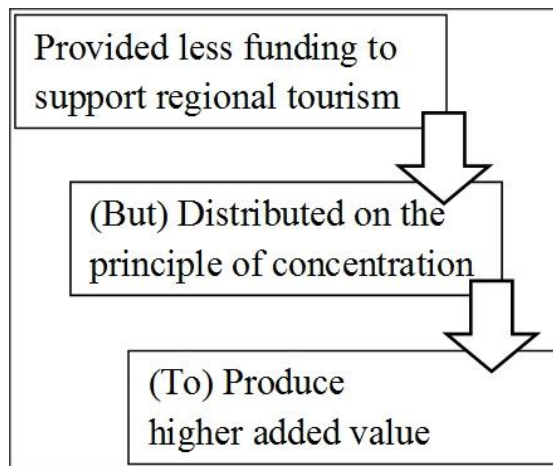 Provided less funding to
support regional tourism
(But) Distributed on the
principle of concentration
(To) Produce
higher added value